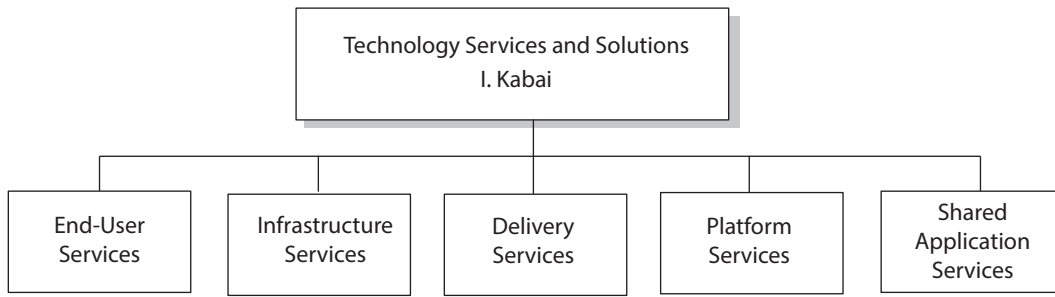 Technology Services and Solutions
I. Kabai
End-User
Services
Infrastructure
Services
Delivery
Services
Platform
Services
Shared
Application
Services